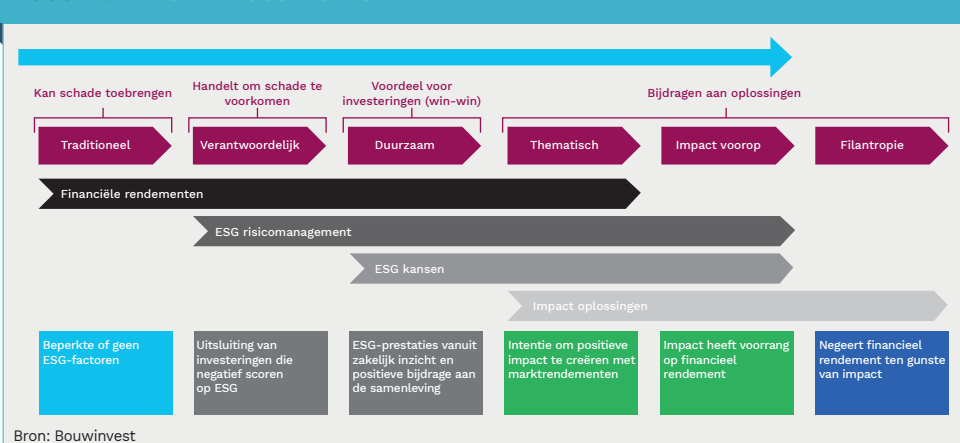 Kan schade toebrengen
Handelt om schade te
voorkomen
Voordeel voor
investeringen (win-win)
Bijdragen aan oplossingen
Traditioneel
Verantwoordelijk
Duurzaam
Thematisch
Impact voorop
Filantropie
Financiële rendementen
ESG risicomanagement
ESG kansen
Impact oplossingen
Beperkte of geen
ESG-factoren
Uitsluiting van
investeringen die
negatief scoren
op ESG
ESG-prestaties vanuit
zakelijk inzicht en
positieve bijdrage aan
de samenleving
Intentie om positieve
impact te creëren met
marktrendementen
Impact heeft voorrang
op financieel
rendement
Negeert financieel
rendement ten gunste
van impact
Bron: Bouwinvest